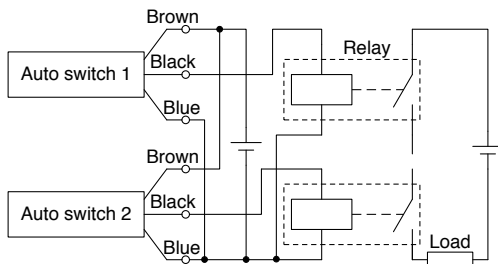 Brown
Auto switch 1
Black
Blue
Relay
Brown
Auto switch 2
Black
Blue
Load